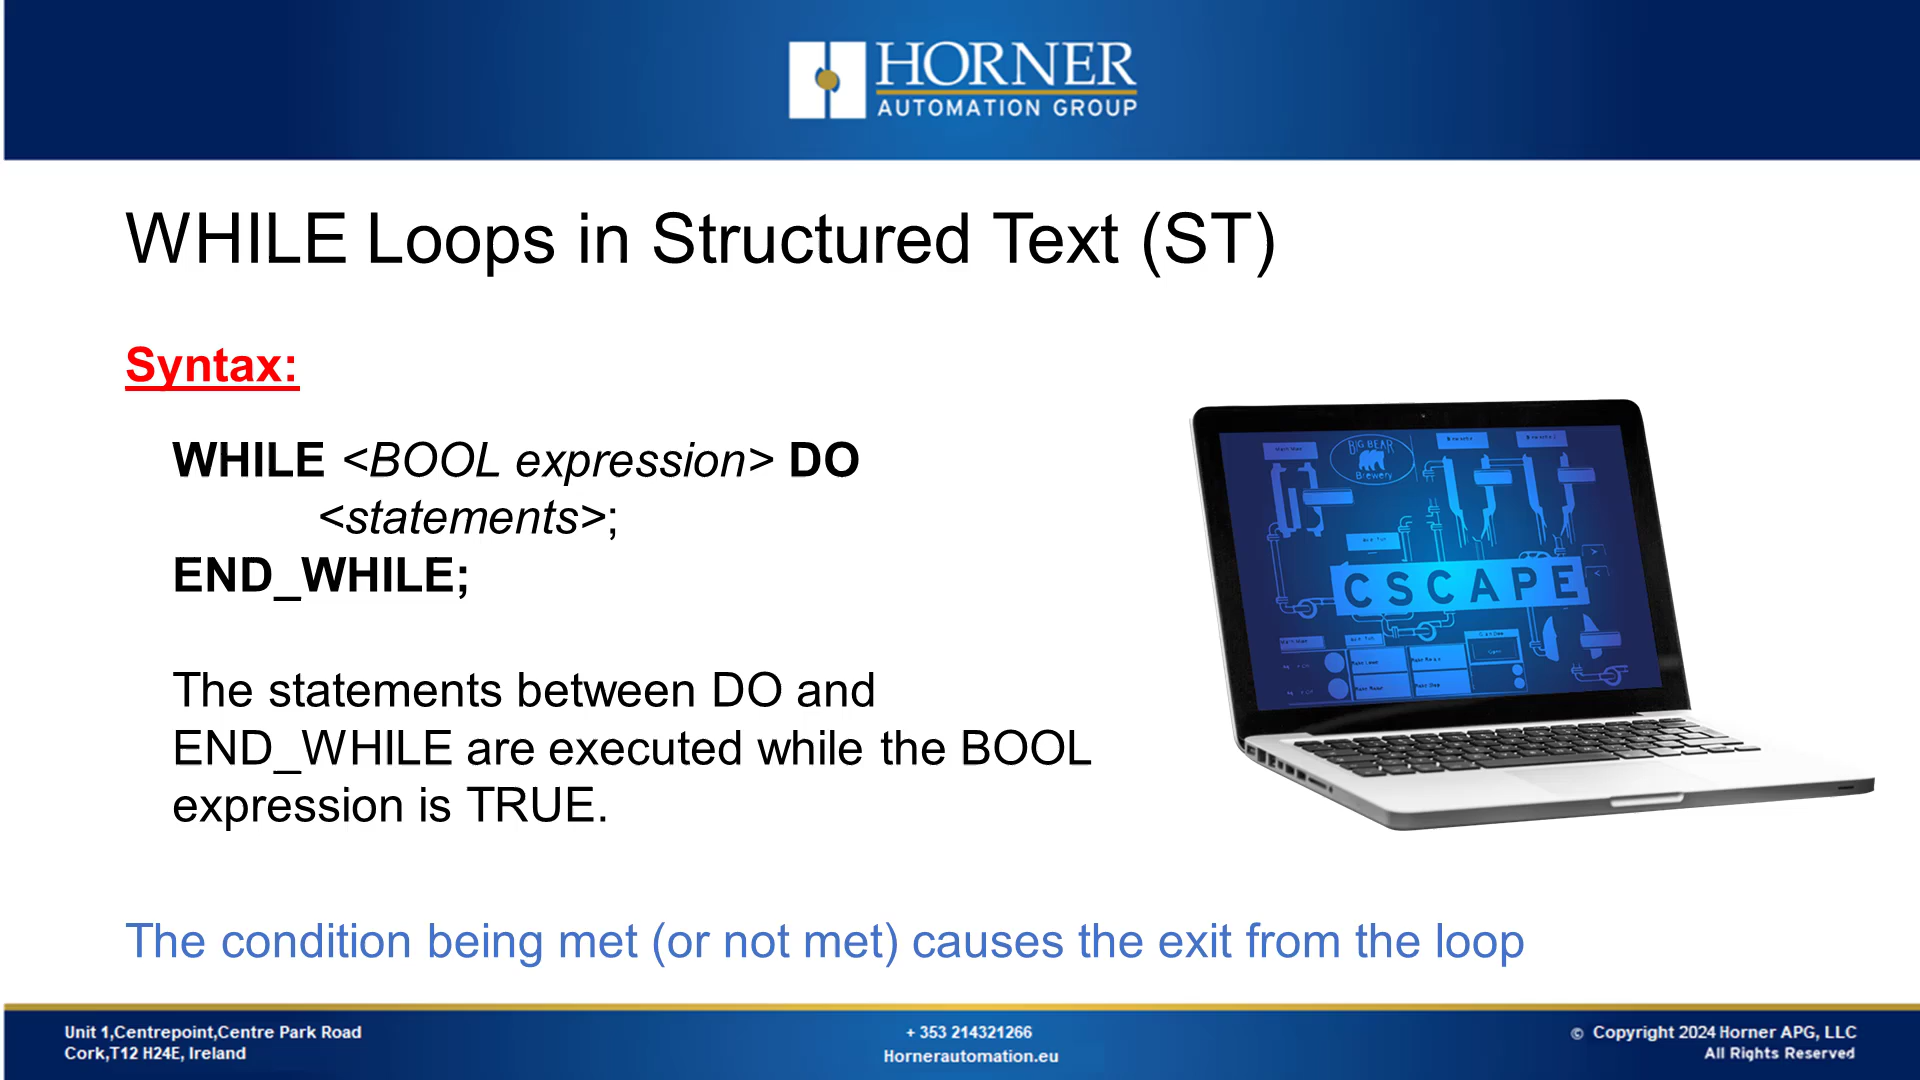 HORNER
AUTOMATION GROUP
WHILE Loops in Structured Text (ST)
Syntax:
WHILE <BOOL expression> DO
<statements>;
END_WHILE;
The statements between DO and
END_WHILE are executed while the BOOL
expression is TRUE.
BIG BEAR
Brewery
CSCAPE
The condition being met (or not met) causes the exit from the loop
Unit 1,Centrepoint,Centre Park Road
Cork,T12 H24E, Ireland
+ 353 214321266
Hornerautomation.eu
© Copyright 2024 Horner APG, LLC
All Rights Reserved